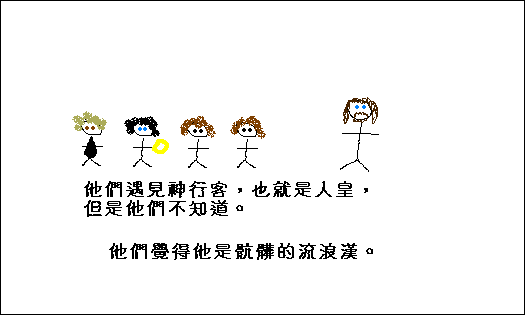 他們遇見神行客，也就是人皇，
但是他們不知道。
他們覺得他是骯髒的流浪漢。